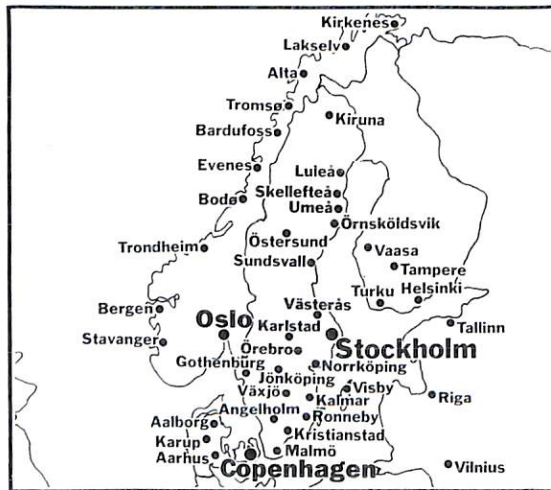 Kirkenes
Lakselv
Alta
Tromsø
Kiruna
Bardufoss
Evenes
Luleå
Skellefteå
Bodø
Umeå
Örnsköldsvik
Östersund
Vaasa
Trondheim
Sundsvall
Tampere
Helsinki
Turku
Bergen
Västerås
Oslo
Karlstad
Tallinn
Stavanger
Stockholm
Örebro
Gothenburg
Norrköping
Jönköping
Visby
Växjö
Kalmar
Riga
Angelholm
Ronneby
Aalborg
Kristianstad
Karup
Malmö
Aarhus
Copenhagen
Vilnius